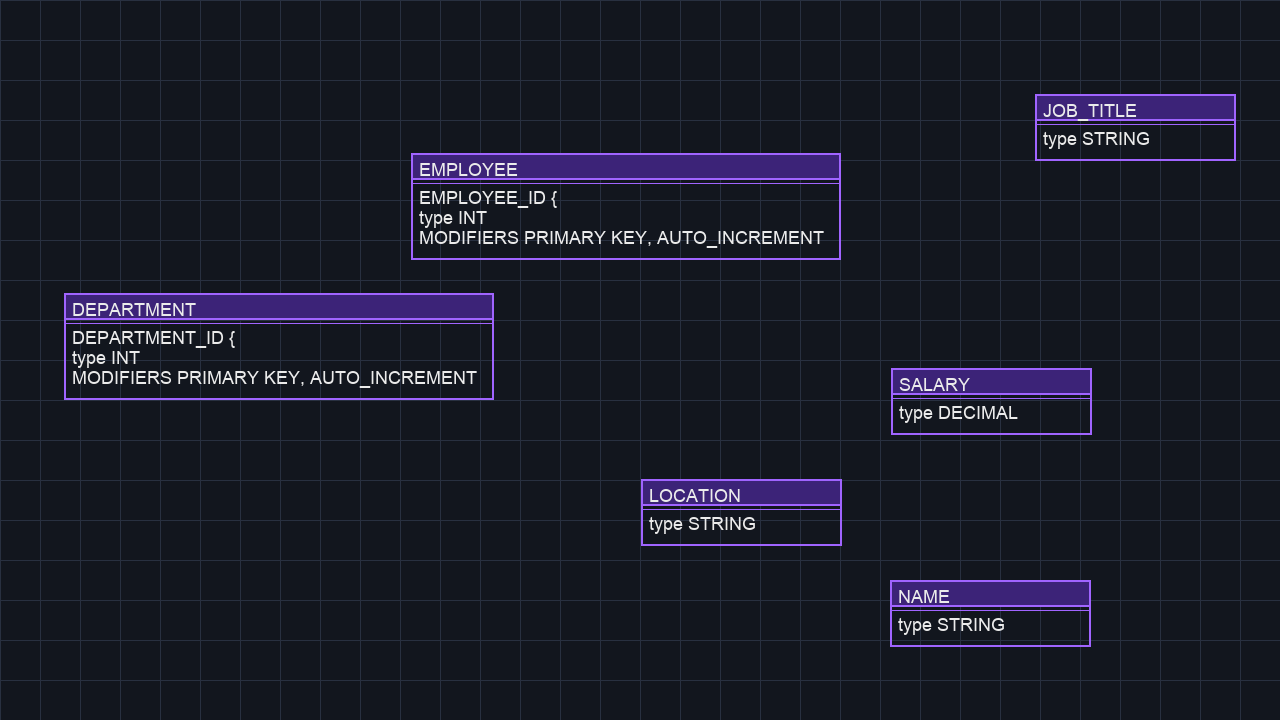 JOB_TITLE
type STRING
EMPLOYEE
EMPLOYEE_ID {
type INT
MODIFIERS PRIMARY KEY, AUTO_INCREMENT
DEPARTMENT
DEPARTMENT_ID {
type INT
MODIFIERS PRIMARY KEY, AUTO_INCREMENT
SALARY
type DECIMAL
LOCATION
type STRING
NAME
type STRING